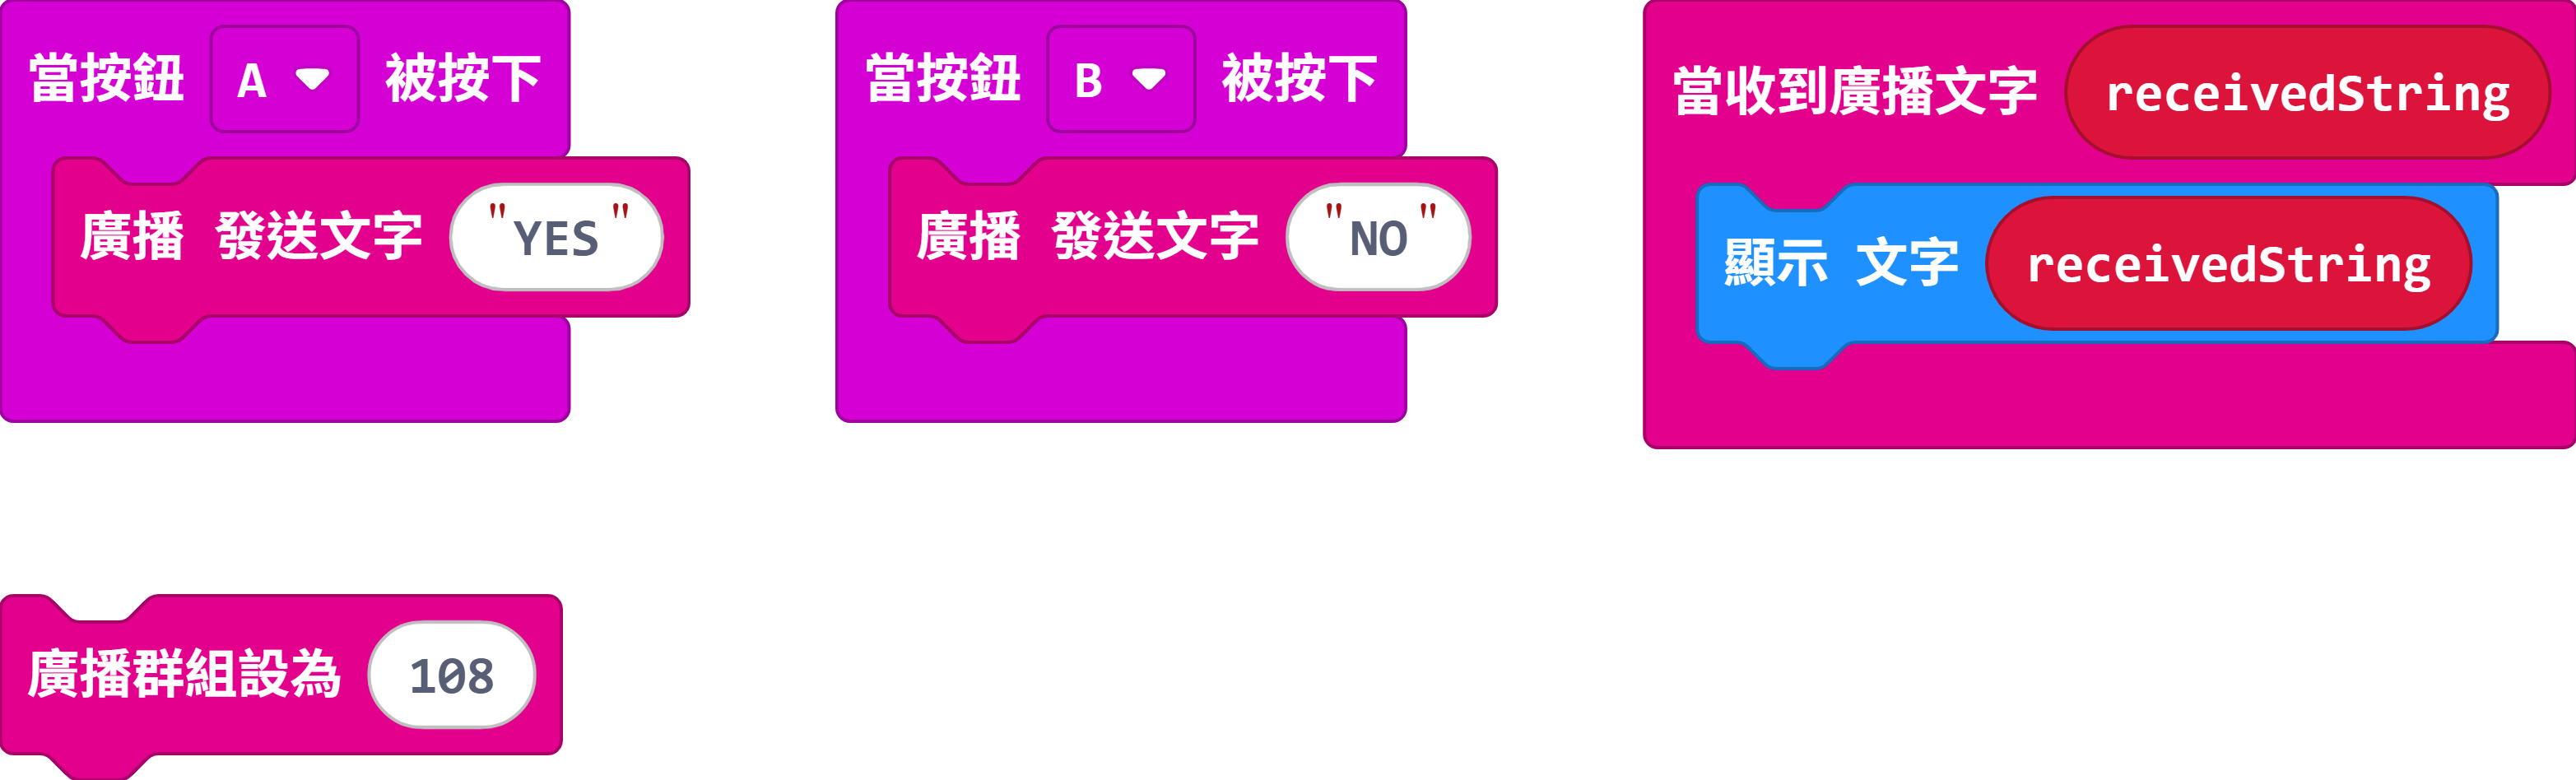 當按鈕 A 被按下
廣播 發送文字 "YES"
當按鈕 B 被按下
廣播 發送文字 "NO"
當收到廣播文字 receivedString
顯示 文字 receivedString
廣播群組設為 108